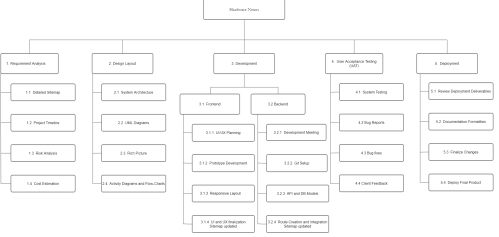 Business Name
1 Requirement Analysis
2 Design Layout
3 Development
4 User Acceptance Testing
(UAT)
5 Deployment
1.1 Detailed Sitemap
1.2 Project Timeline
1.3 Risk Analysis
1.4 Cost Estimation
2.1 System Architecture
2.2 UML Diagrams
2.3 Rich Picture
2.4 Activity Diagrams and Flow-Charts
3.1 Frontend
3.1.1 UI/UX Planning
3.1.2 Prototype Development
3.1.3 Responsive Layout
3.1.4 UI and UX
Sitemap updated
3.2 Backend
3.2.1 Development Meeting
3.2.2 Git Setup
3.2.3 API and DB Models
3.2.4 Route Creation and Integration
Sitemap updated
4.1 System Testing
4.2 Bug Reports
4.3 Bug fixes
4.4 Client Feedback
5.1 Review Deployment Deliverables
5.2 Documentation Formalities
5.3 Finalize Changes
5.4 Deploy Final Product